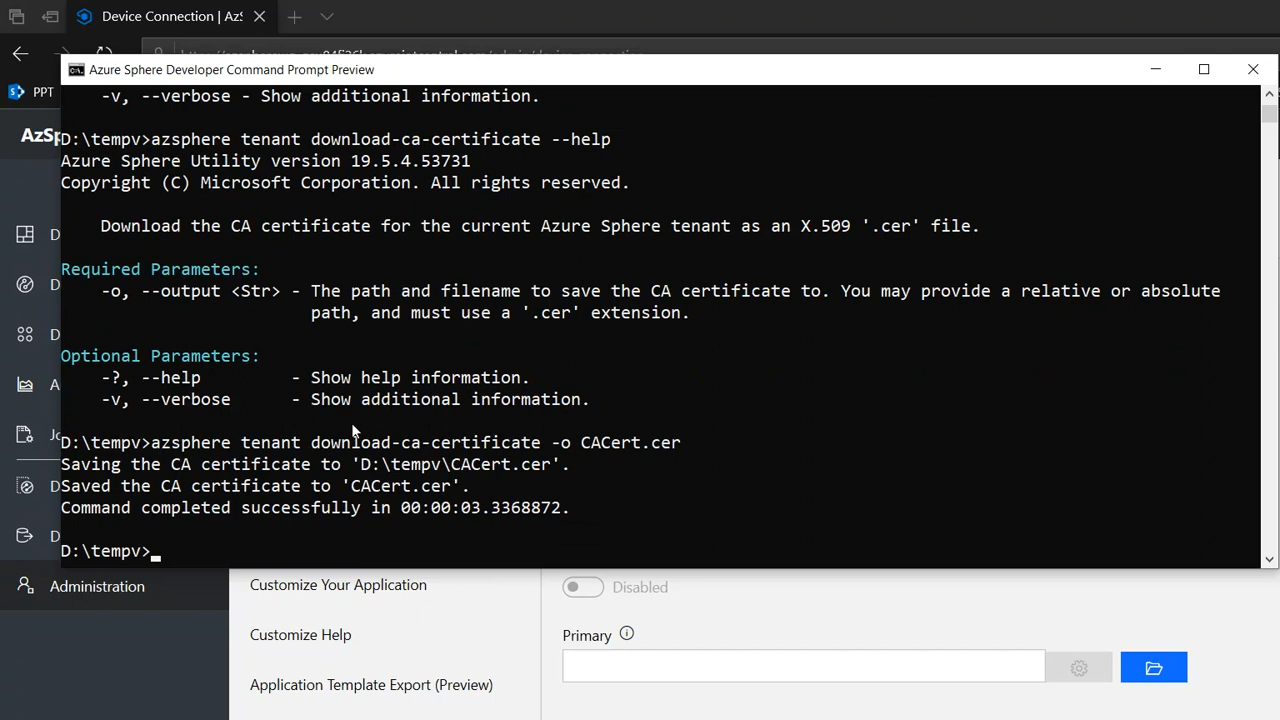 Device Connection | AzS
PPT
Azure Sphere Developer Command Prompt Preview
AzSp
-v, --verbose - Show additional information.
D:\tempv>azsphere tenant download-ca-certificate --help
Azure Sphere Utility version 19.5.4.53731
Copyright (C) Microsoft Corporation. All rights reserved.
Download the CA certificate for the current Azure Sphere tenant as an X.509 '.cer' file.
Required Parameters:
-o, --output <Str> - The path and filename to save the CA certificate to. You may provide a relative or absolute
path, and must use a '.cer' extension.
Optional Parameters:
-?, --help - Show help information.
-v, --verbose - Show additional information.
D:\tempv>azsphere tenant download-ca-certificate -o CACert.cer
Saving the CA certificate to 'D:\tempv\CACert.cer'.
Saved the CA certificate to 'CACert.cer'.
Command completed successfully in 00:00:03.3368872.
D:\tempv>
Administration
Customize Your Application
Customize Help
Application Template Export (Preview)
Disabled
Primary